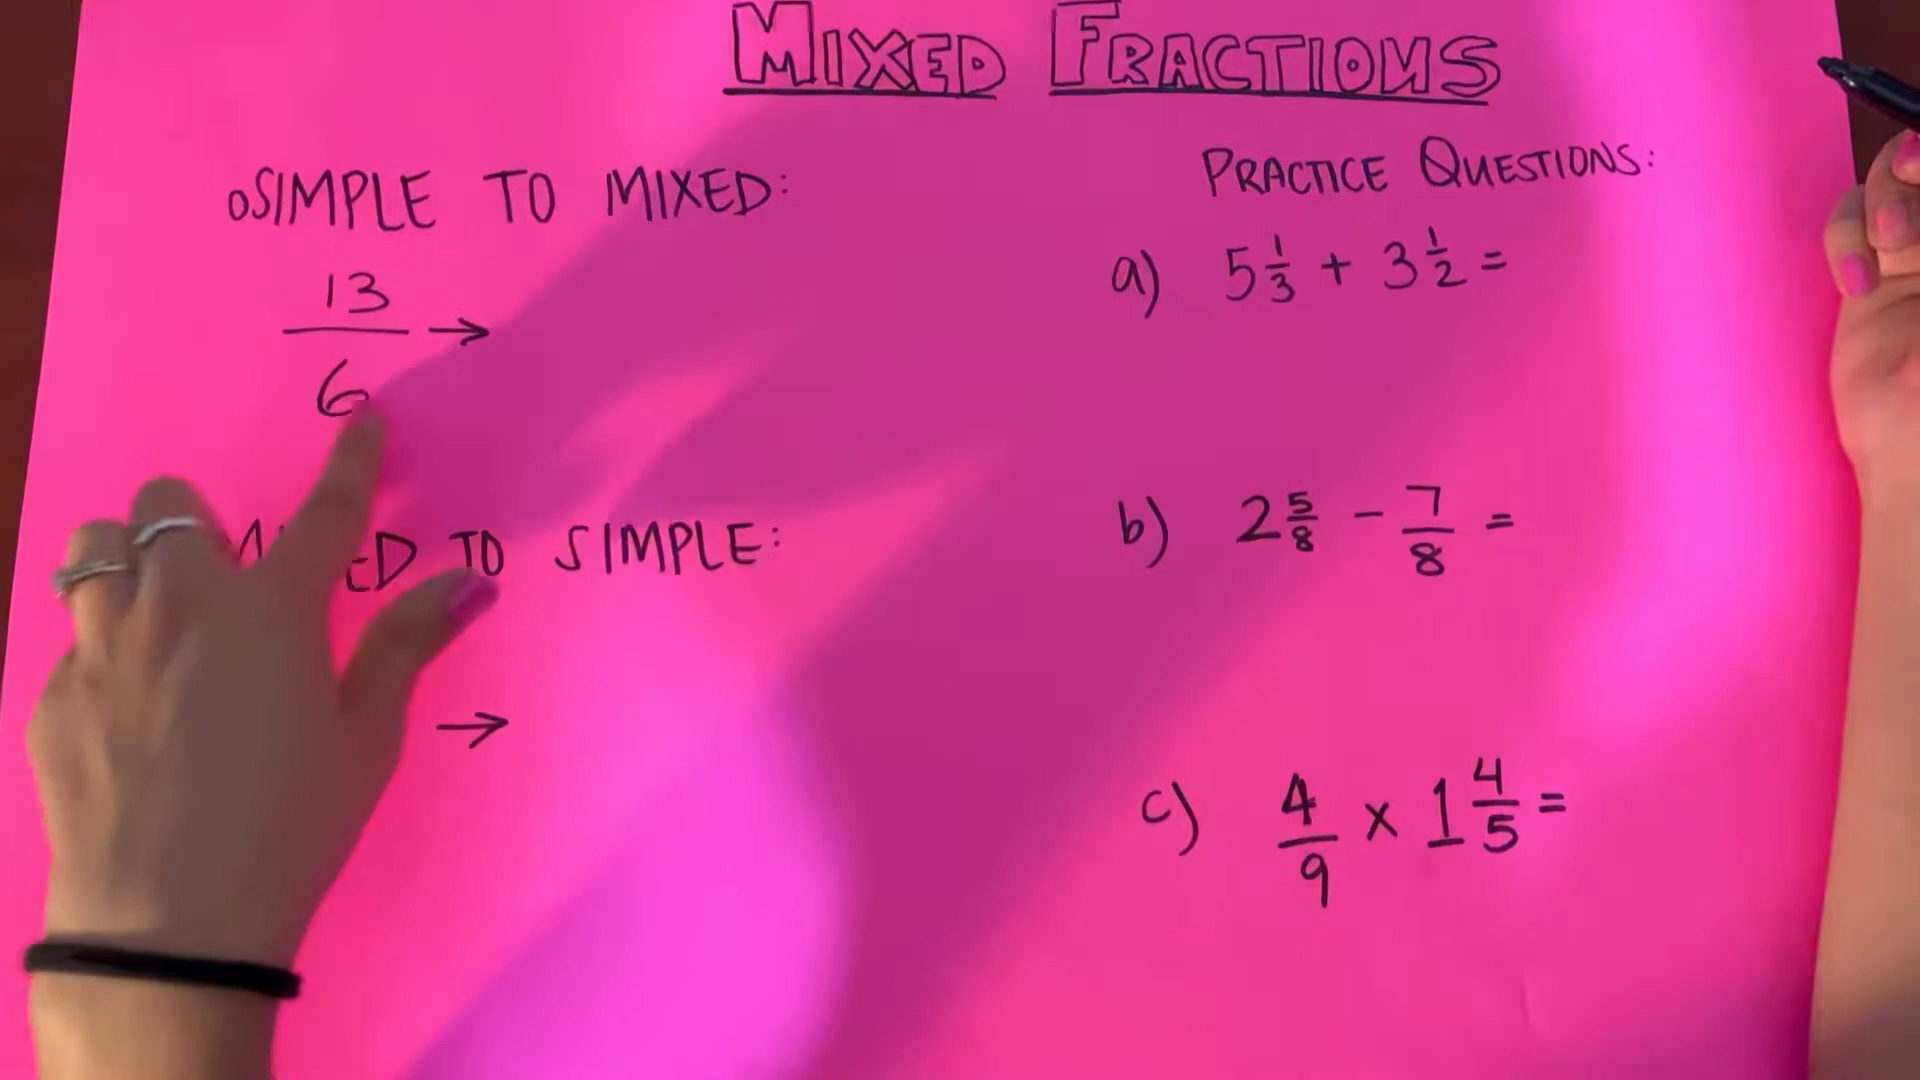 MIXED FRACTIONS
SIMPLE TO MIXED:
13/6 →
TO SIMPLE:
→
PRACTICE QUESTIONS:
a) 5 1/3 + 3 1/2 =
b) 2 5/8 - 7/8 =
c) 4/9 x 1 4/5 =